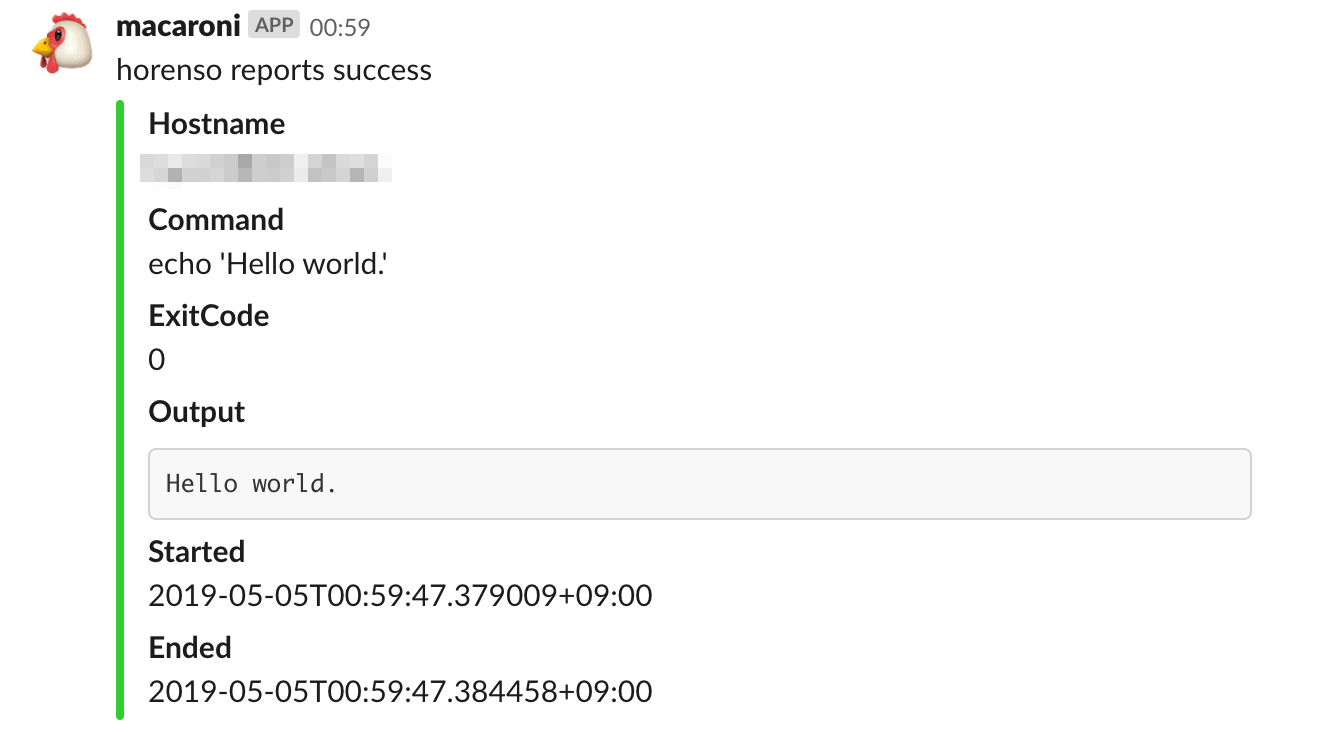 macaroni APP 00:59
horenso reports success
Hostname
Command
echo 'Hello world.'
ExitCode
0
Output
Hello world.
Started
2019-05-05T00:59:47.379009+09:00
Ended
2019-05-05T00:59:47.384458+09:00